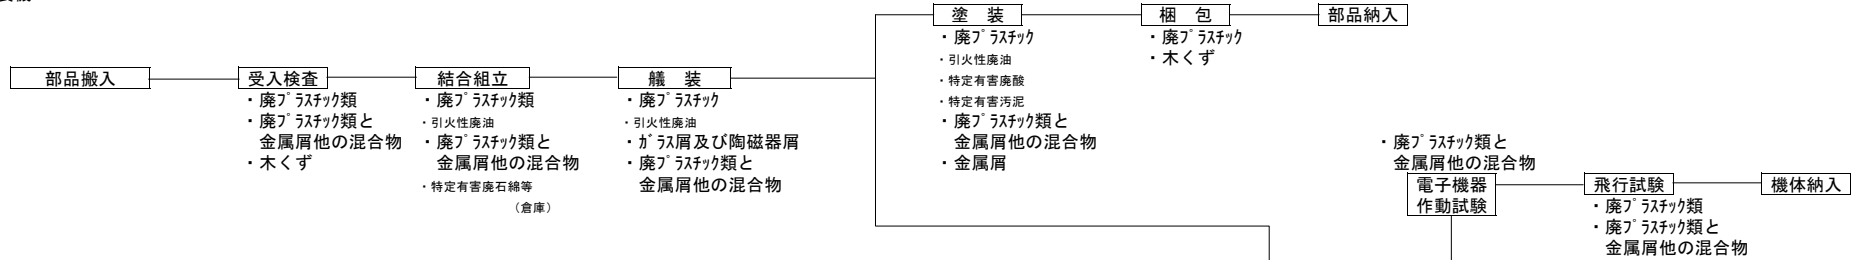 塗　装
・廃ﾌﾟﾗｽﾁｯｸ
・引火性廃油
・特定有害廃酸
・特定有害汚泥
・廃ﾌﾟﾗｽﾁｯｸ類と
金属屑他の混合物
・金属屑
梱　包
・廃ﾌﾟﾗｽﾁｯｸ
・木くず
部品納入
部品搬入
受入検査
・廃ﾌﾟﾗｽﾁｯｸ類
・廃ﾌﾟﾗｽﾁｯｸ類と
金属屑他の混合物
・木くず
結合組立
・廃ﾌﾟﾗｽﾁｯｸ類
・引火性廃油
・廃ﾌﾟﾗｽﾁｯｸ類と
金属屑他の混合物
・特定有害廃石綿等
（倉庫）
艤　装
・廃ﾌﾟﾗｽﾁｯｸ
・引火性廃油
・ｶﾞﾗｽ屑及び陶磁器屑
・廃ﾌﾟﾗｽﾁｯｸ類と
金属屑他の混合物
・廃ﾌﾟﾗｽﾁｯｸ類と
金属屑他の混合物
電子機器
作動試験
飛行試験
・廃ﾌﾟﾗｽﾁｯｸ類
・廃ﾌﾟﾗｽﾁｯｸ類と
金属屑他の混合物
機体納入